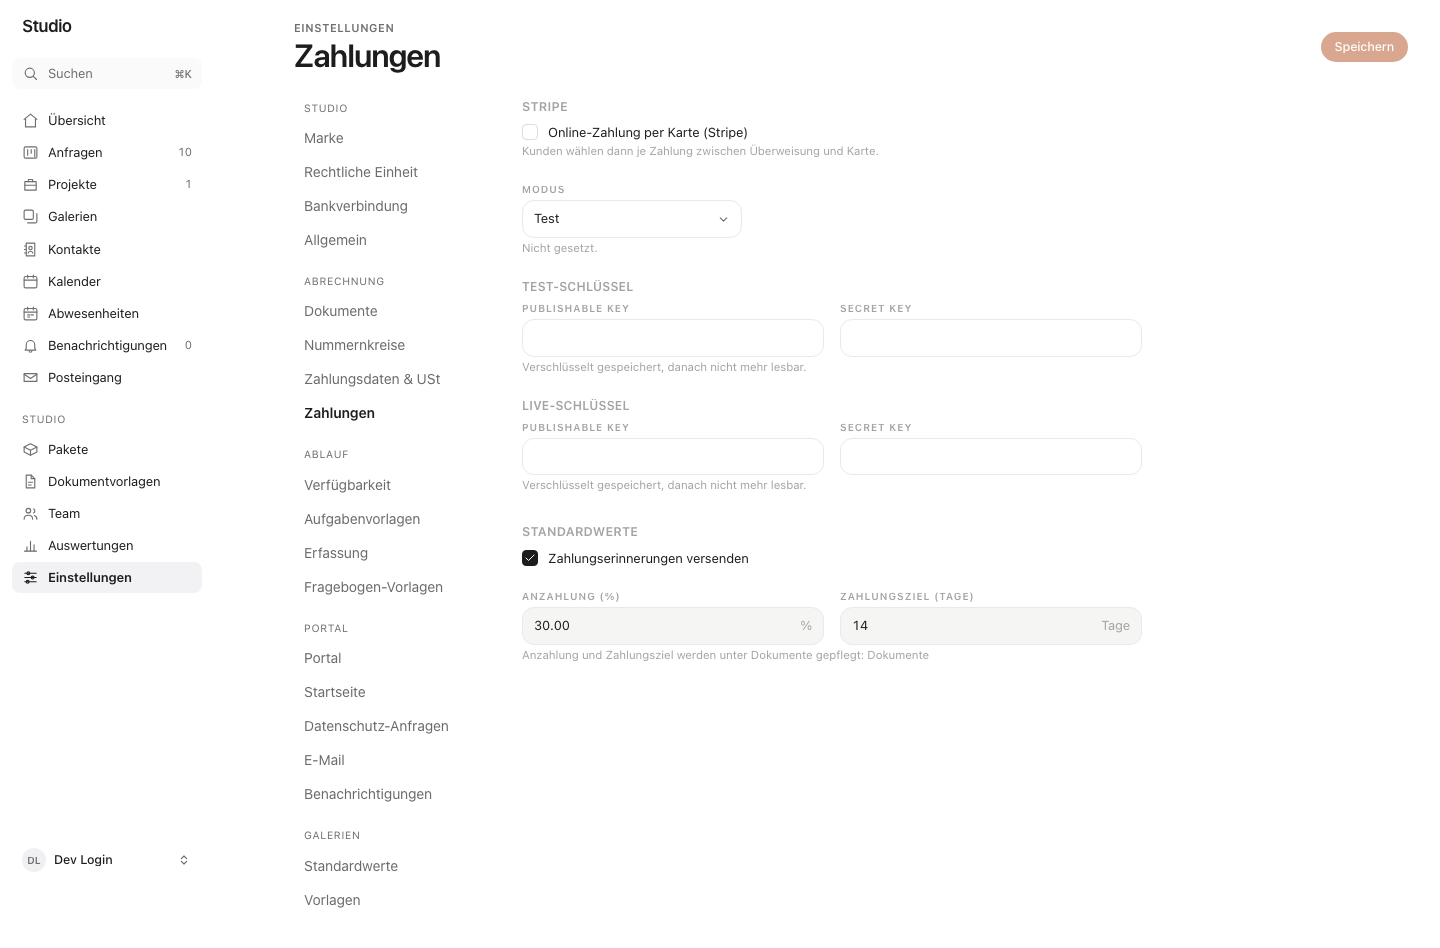 Studio
Suchen ⌘K
Übersicht
Anfragen 10
Projekte 1
Galerien
Kontakte
Kalender
Abwesenheiten
Benachrichtigungen 0
Posteingang
STUDIO
Pakete
Dokumentvorlagen
Team
Auswertungen
Einstellungen
DL Dev Login
EINSTELLUNGEN
Zahlungen
Speichern
STUDIO
Marke
Rechtliche Einheit
Bankverbindung
Allgemein
ABRECHNUNG
Dokumente
Nummernkreise
Zahlungsdaten & USt
Zahlungen
ABLAUF
Verfügbarkeit
Aufgabenvorlagen
Erfassung
Fragebogen-Vorlagen
PORTAL
Portal
Startseite
Datenschutz-Anfragen
E-Mail
Benachrichtigungen
GALERIEN
Standardwerte
Vorlagen
STRIPE
Online-Zahlung per Karte (Stripe)
Kunden wählen dann je Zahlung zwischen Überweisung und Karte.
MODUS
Test
Nicht gesetzt.
TEST-SCHLÜSSEL
PUBLISHABLE KEY SECRET KEY
Verschlüsselt gespeichert, danach nicht mehr lesbar.
LIVE-SCHLÜSSEL
PUBLISHABLE KEY SECRET KEY
Verschlüsselt gespeichert, danach nicht mehr lesbar.
STANDARDWERTE
Zahlungserinnerungen versenden
ANZAHLUNG (%) ZAHLUNGSZIEL (TAGE)
30.00 % 14 Tage
Anzahlung und Zahlungsziel werden unter Dokumente gepflegt: Dokumente